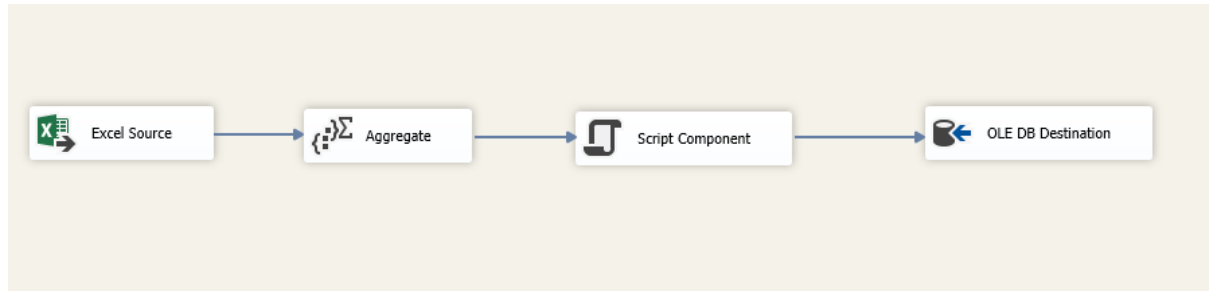 Excel Source
Aggregate
Script Component
OLE DB Destination